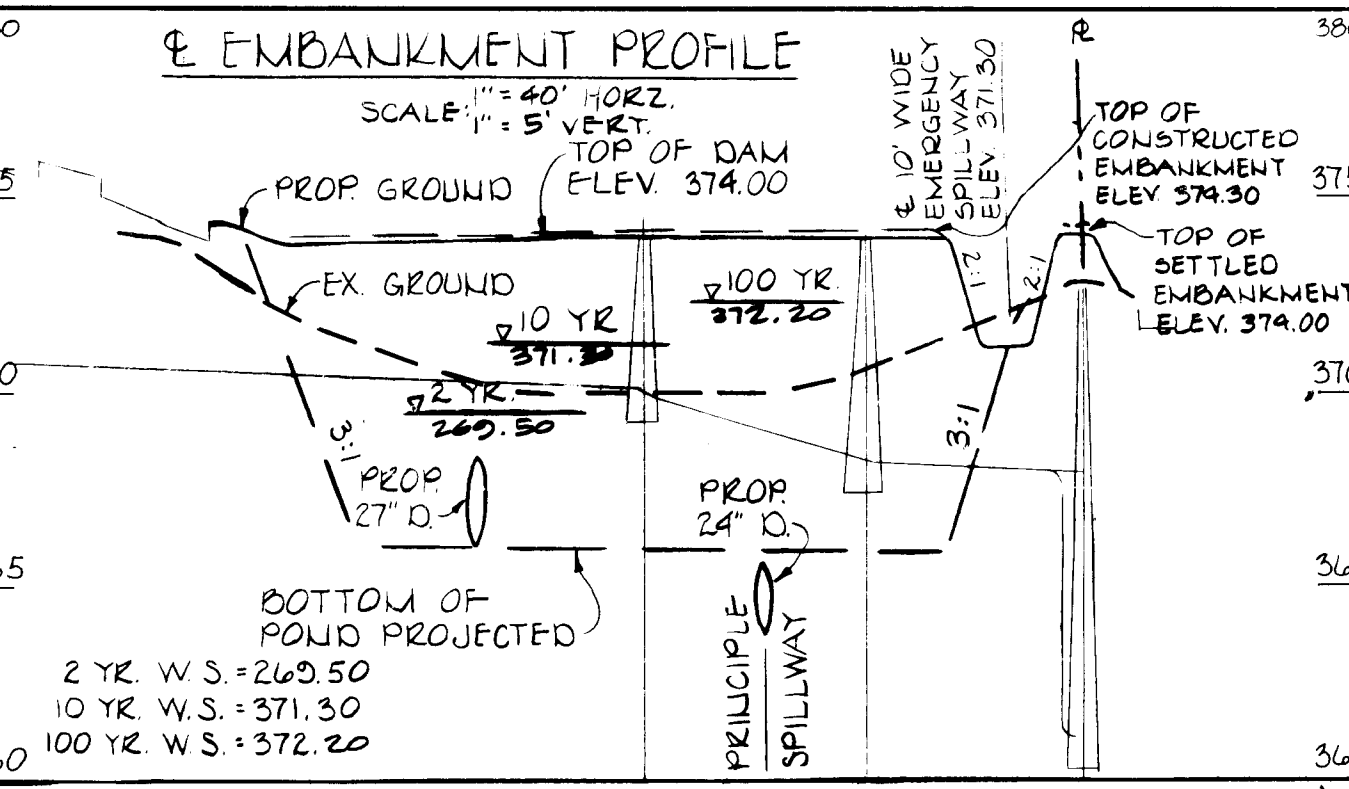 ℄ EMBANKMENT PROFILE
SCALE: 1" = 40' HORZ.
1" = 5' VERT.
TOP OF DAM
ELEV. 374.00
PROP. GROUND
EX. GROUND
℄ 10' WIDE
EMERGENCY
SPILLWAY
ELEV. 371.30
TOP OF
CONSTRUCTED
EMBANKMENT
ELEV. 374.30
TOP OF
SETTLED
EMBANKMENT
ELEV. 374.00
100 YR.
372.20
10 YR
371.30
2 YR.
269.50
1:2
2:1
3:1
3:1
PROP.
27" D.
PROP.
24" D.
PRINCIPLE
SPILLWAY
BOTTOM OF
POND PROJECTED
2 YR. W.S. = 269.50
10 YR. W.S. = 371.30
100 YR. W.S. = 372.20